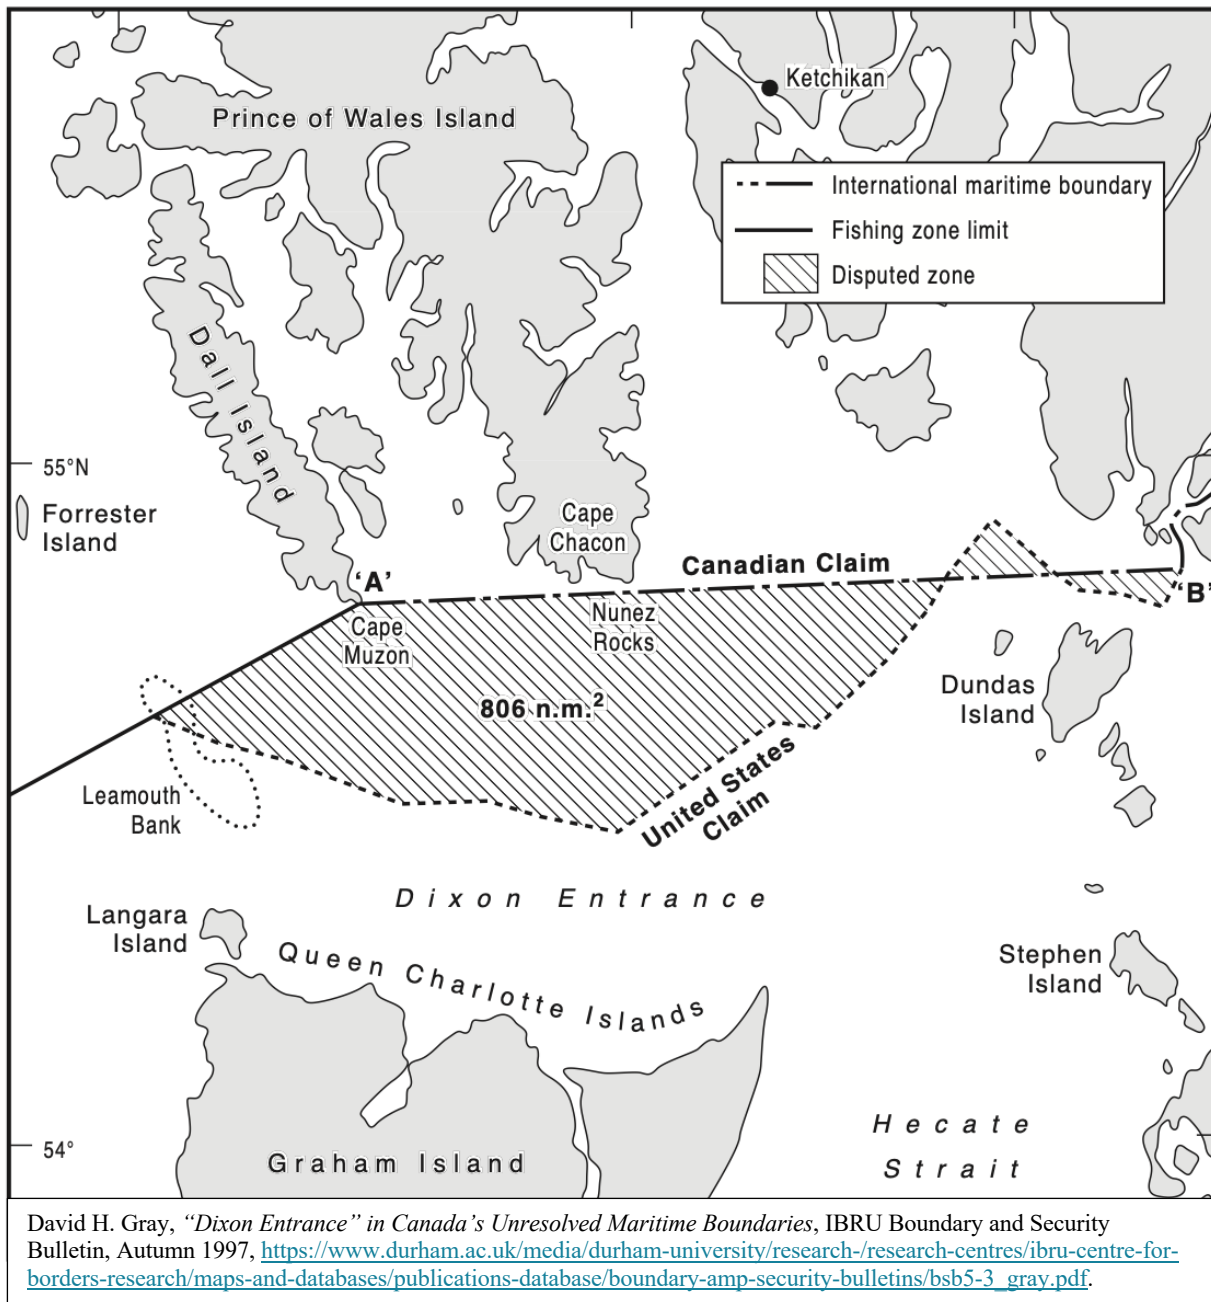 Ketchikan
Prince of Wales Island
International maritime boundary
Fishing zone limit
Disputed zone
Dall Island
55°N
Forrester
Island
Cape
Chacon
'A'
Canadian Claim
'B'
Cape
Muzon
Nunez
Rocks
806 n.m.²
Dundas
Island
United States
Claim
Leamouth
Bank
Dixon Entrance
Langara
Island
Queen Charlotte Islands
Stephen
Island
Hecate
Strait
54°
Graham Island
David H. Gray, “Dixon Entrance” in Canada’s Unresolved Maritime Boundaries, IBRU Boundary and Security
Bulletin, Autumn 1997, https://www.durham.ac.uk/media/durham-university/research-/research-centres/ibru-centre-for-
borders-research/maps-and-databases/publications-database/boundary-amp-security-bulletins/bsb5-3_gray.pdf.